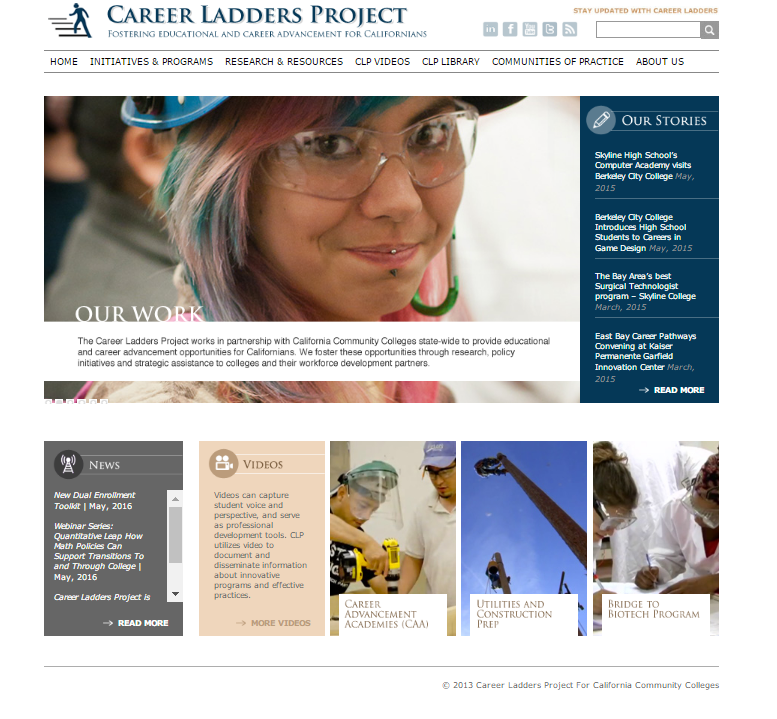 CAREER LADDERS PROJECT
FOSTERING EDUCATIONAL AND CAREER ADVANCEMENT FOR CALIFORNIANS
STAY UPDATED WITH CAREER LADDERS
HOME INITIATIVES & PROGRAMS RESEARCH & RESOURCES CLP VIDEOS CLP LIBRARY COMMUNITIES OF PRACTICE ABOUT US
OUR WORK
The Career Ladders Project works in partnership with California Community Colleges state-wide to provide educational
and career advancement opportunities for Californians. We foster these opportunities through research, policy
initiatives and strategic assistance to colleges and their workforce development partners.
OUR STORIES
Skyline High School's
Computer Academy visits
Berkeley City College May,
2015
Berkeley City College
Introduces High School
Students to Careers in
Game Design May, 2015
The Bay Area's best
Surgical Technologist
program – Skyline College
March, 2015
East Bay Career Pathways
Convening at Kaiser
Permanente Garfield
Innovation Center March,
2015
READ MORE
NEWS
New Dual Enrollment
Toolkit | May, 2016
Webinar Series:
Quantitative Leap How
Math Policies Can
Support Transitions To
and Through College |
May, 2016
Career Ladders Project is
READ MORE
VIDEOS
Videos can capture
student voice and
perspective, and serve
as professional
development tools. CLP
utilizes video to
document and
disseminate information
about innovative
programs and effective
practices.
MORE VIDEOS
CAREER
ADVANCEMENT
ACADEMIES (CAA)
UTILITIES AND
CONSTRUCTION
PREP
BRIDGE TO
BIOTECH PROGRAM
© 2013 Career Ladders Project For California Community Colleges